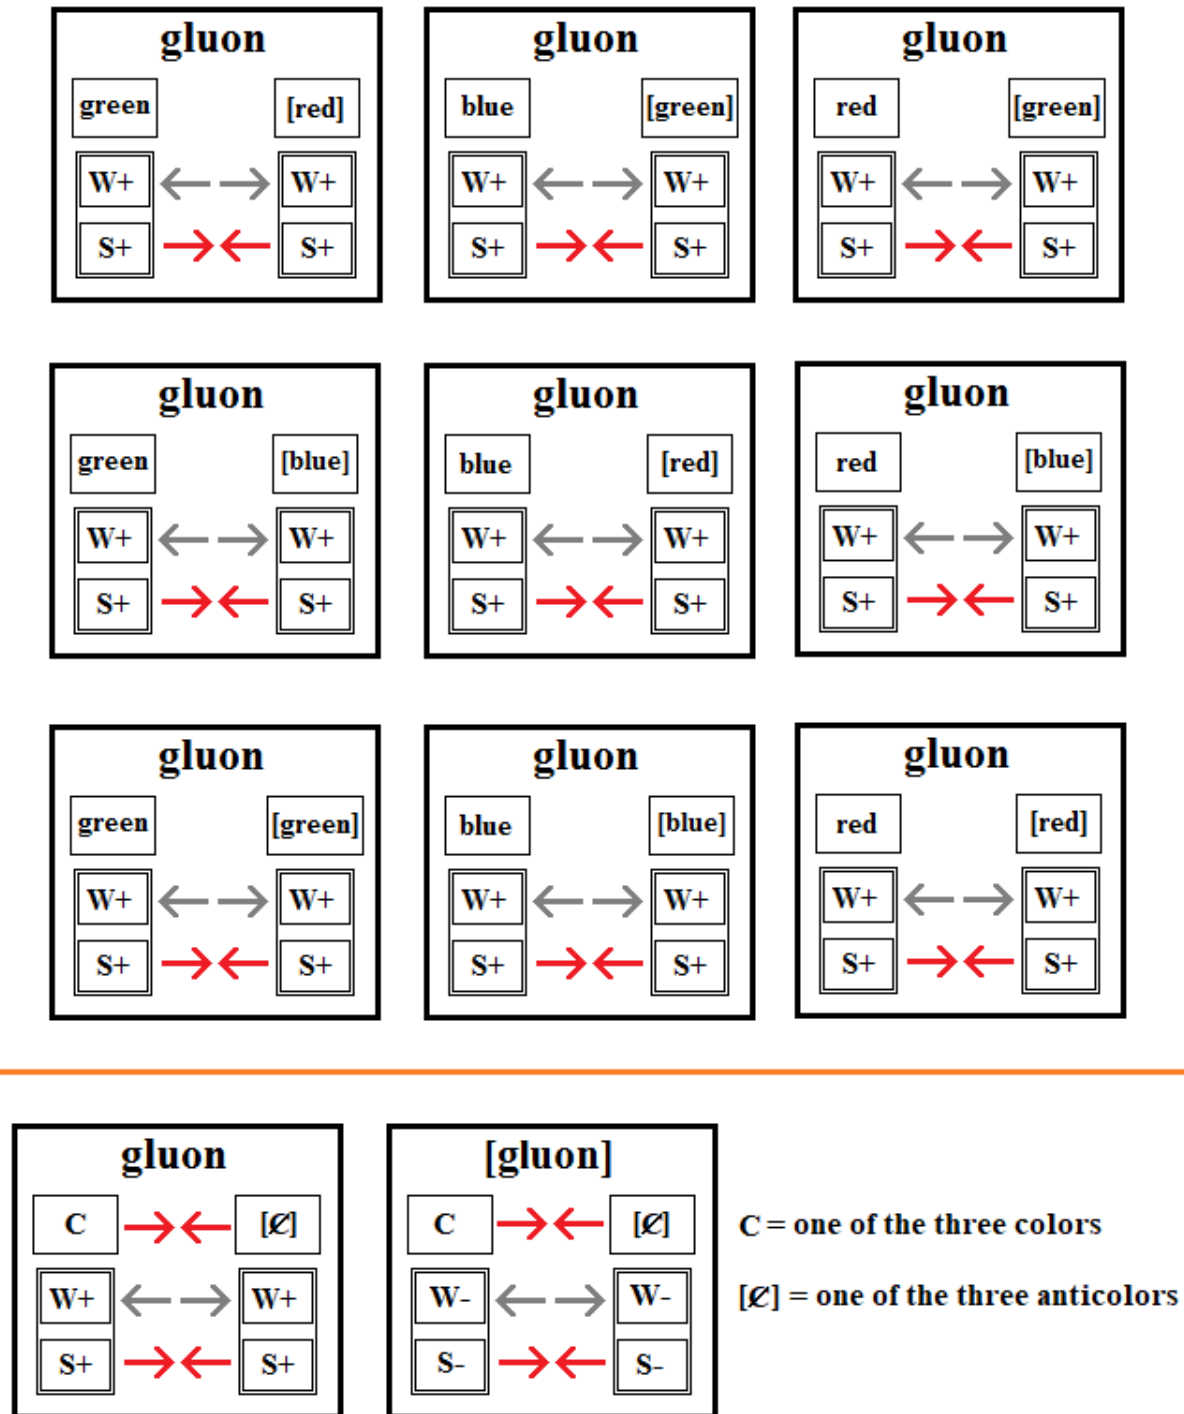 gluon gluon gluon
green [red] blue [green] red [green]
W+ W+ W+ W+ W+ W+
S+ S+ S+ S+ S+ S+
gluon gluon gluon
green [blue] blue [red] red [blue]
W+ W+ W+ W+ W+ W+
S+ S+ S+ S+ S+ S+
gluon gluon gluon
green [green] blue [blue] red [red]
W+ W+ W+ W+ W+ W+
S+ S+ S+ S+ S+ S+
gluon [gluon]
C [C̸] C [C̸] C = one of the three colors
W+ W+ W- W- [C̸] = one of the three anticolors
S+ S+ S- S-